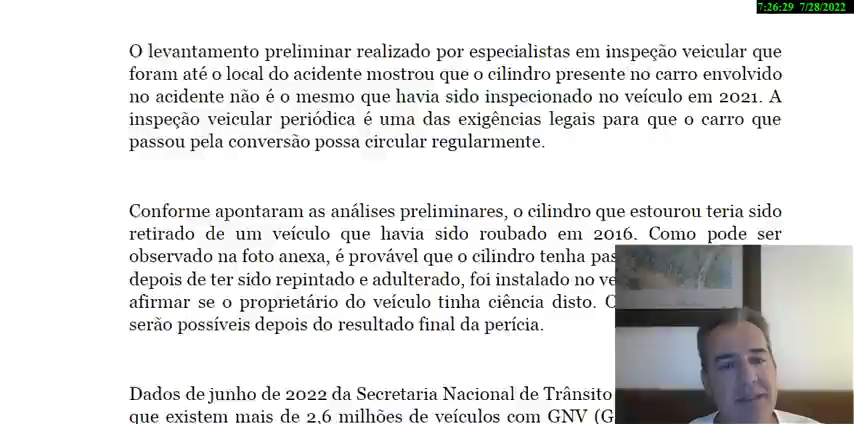 7:26:29 7/28/2022
O levantamento preliminar realizado por especialistas em inspeção veicular que
foram até o local do acidente mostrou que o cilindro presente no carro envolvido
no acidente não é o mesmo que havia sido inspecionado no veículo em 2021. A
inspeção veicular periódica é uma das exigências legais para que o carro que
passou pela conversão possa circular regularmente.
Conforme apontaram as análises preliminares, o cilindro que estourou teria sido
retirado de um veículo que havia sido roubado em 2016. Como pode ser
observado na foto anexa, é provável que o cilindro tenha
depois de ter sido repintado e adulterado, foi instalado no
afirmar se o proprietário do veículo tinha ciência disto.
serão possíveis depois do resultado final da perícia.
Dados de junho de 2022 da Secretaria Nacional de Trânsito
que existem mais de 2,6 milhões de veículos com GNV